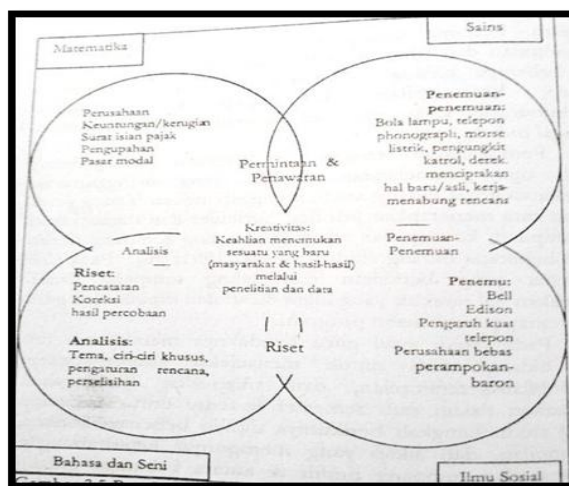 Matematika
Sains
Perusahaan
Keuntungan/kerugian
Surat isian pajak
Pengupahan
Pasar modal
Permintaan &
Penawaran
Penemuan-
penemuan:
Bola lampu, telepon
phonograph, morse
listrik, pengungkit
katrol, derek.
menciptakan
hal baru/asli, kerja-
menabung rencana
Analisis
Kreativitas:
Keahlian menemukan
sesuatu yang baru
(masyarakat & hasil-hasil)
melalui
penelitian dan data
Penemuan-
Penemuan
Riset:
Pencatatan
Koreksi
hasil percobaan
Analisis:
Tema, ciri-ciri khusus,
pengaturan rencana,
perselisihan
Riset
Penemu:
Bell
Edison
Pengaruh kuat
telepon
Perusahaan bebas
perampokan-
baron
Bahasa dan Seni
Ilmu Sosial